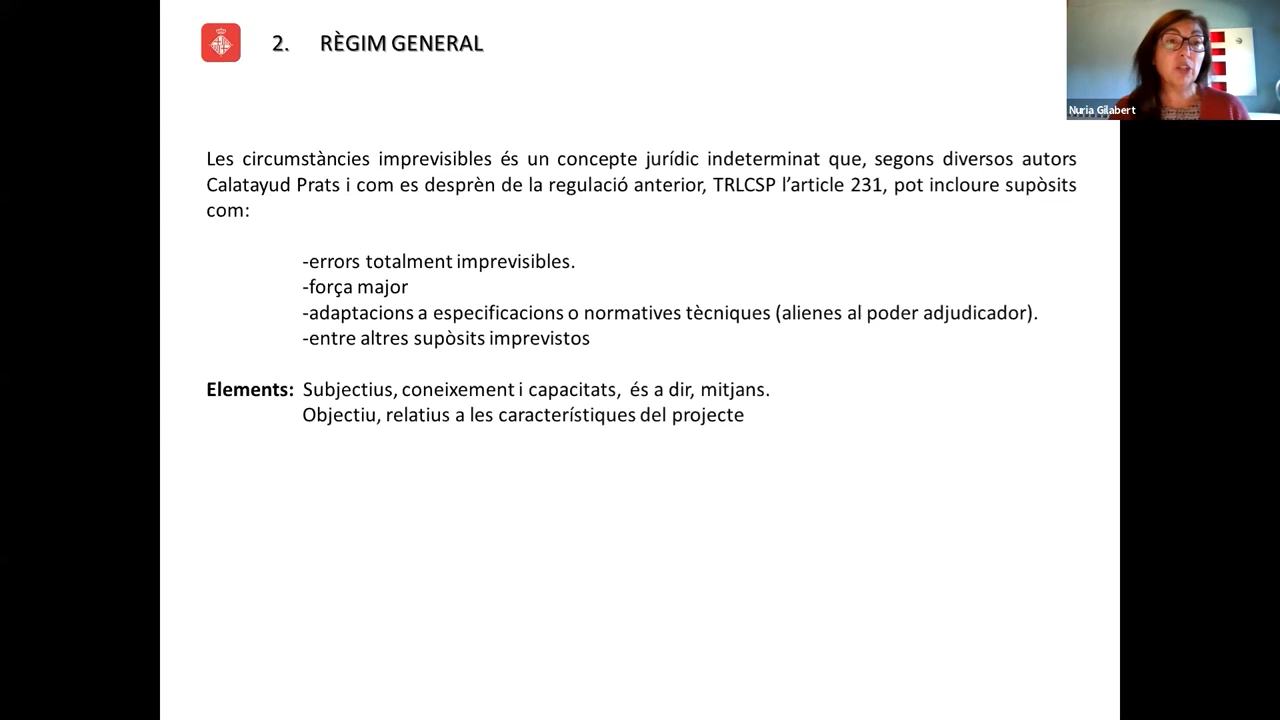 2. RÈGIM GENERAL
Nuria Gilabert
Les circumstàncies imprevisibles és un concepte jurídic indeterminat que, segons diversos autors
Calatayud Prats i com es desprèn de la regulació anterior, TRLCSP l’article 231, pot incloure supòsits
com:
-errors totalment imprevisibles.
-força major
-adaptacions a especificacions o normatives tècniques (alienes al poder adjudicador).
-entre altres supòsits imprevistos
Elements: Subjectius, coneixement i capacitats, és a dir, mitjans.
Objectiu, relatius a les característiques del projecte